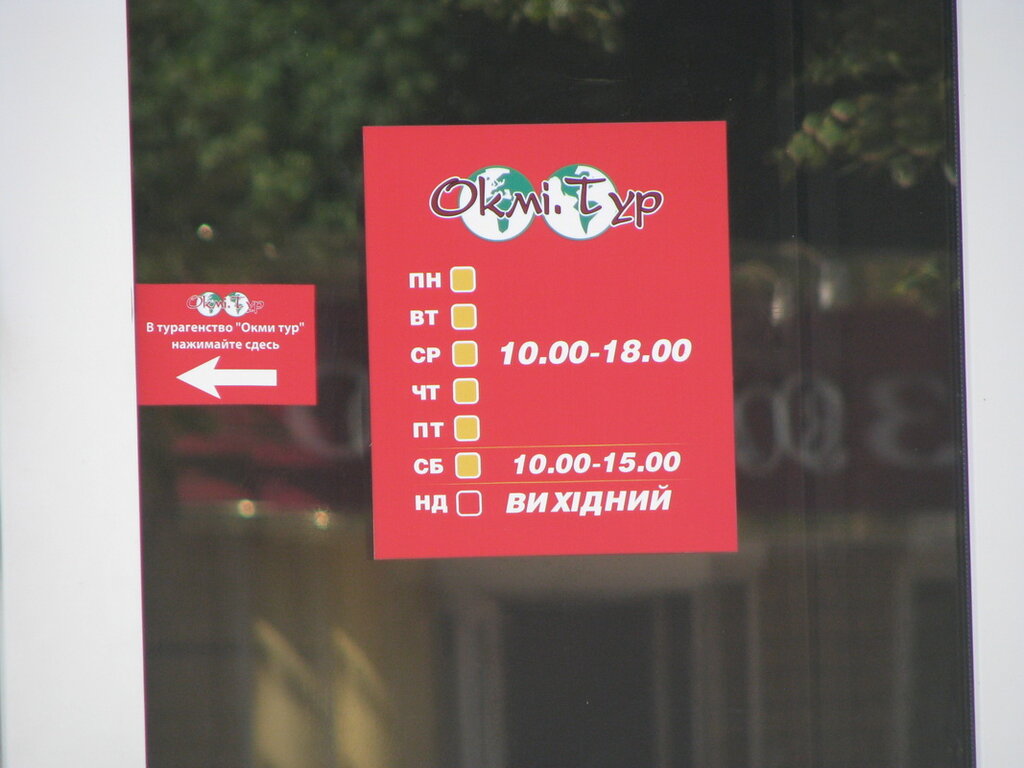 Окмі.Тур
В турагенство "Окми тур"
нажимайте сдесь
Окмі.Тур
ПН
ВТ
СР 10.00-18.00
ЧТ
ПТ
СБ 10.00-15.00
НД ВИХІДНИЙ